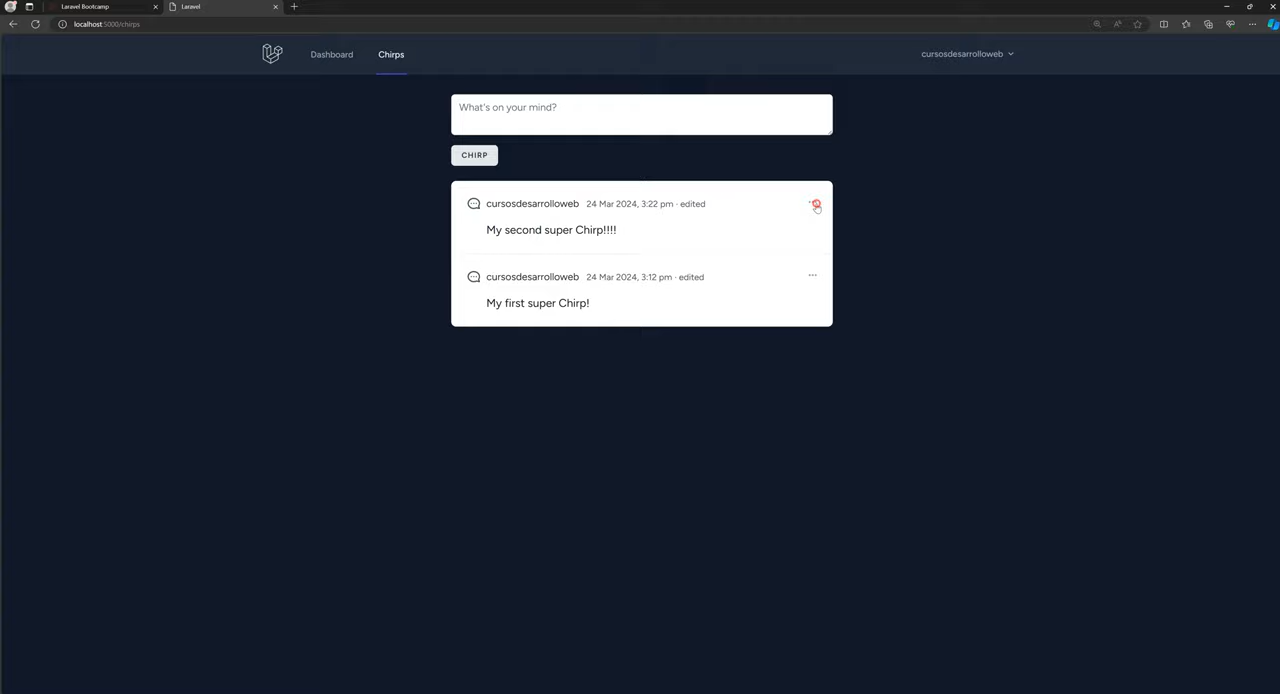 Laravel Bootcamp
Laravel
localhost:5000/chirps
Dashboard
Chirps
cursosdesarrolloweb
What's on your mind?
CHIRP
cursosdesarrolloweb 24 Mar 2024, 3:22 pm · edited
My second super Chirp!!!!
cursosdesarrolloweb 24 Mar 2024, 3:12 pm · edited
My first super Chirp!